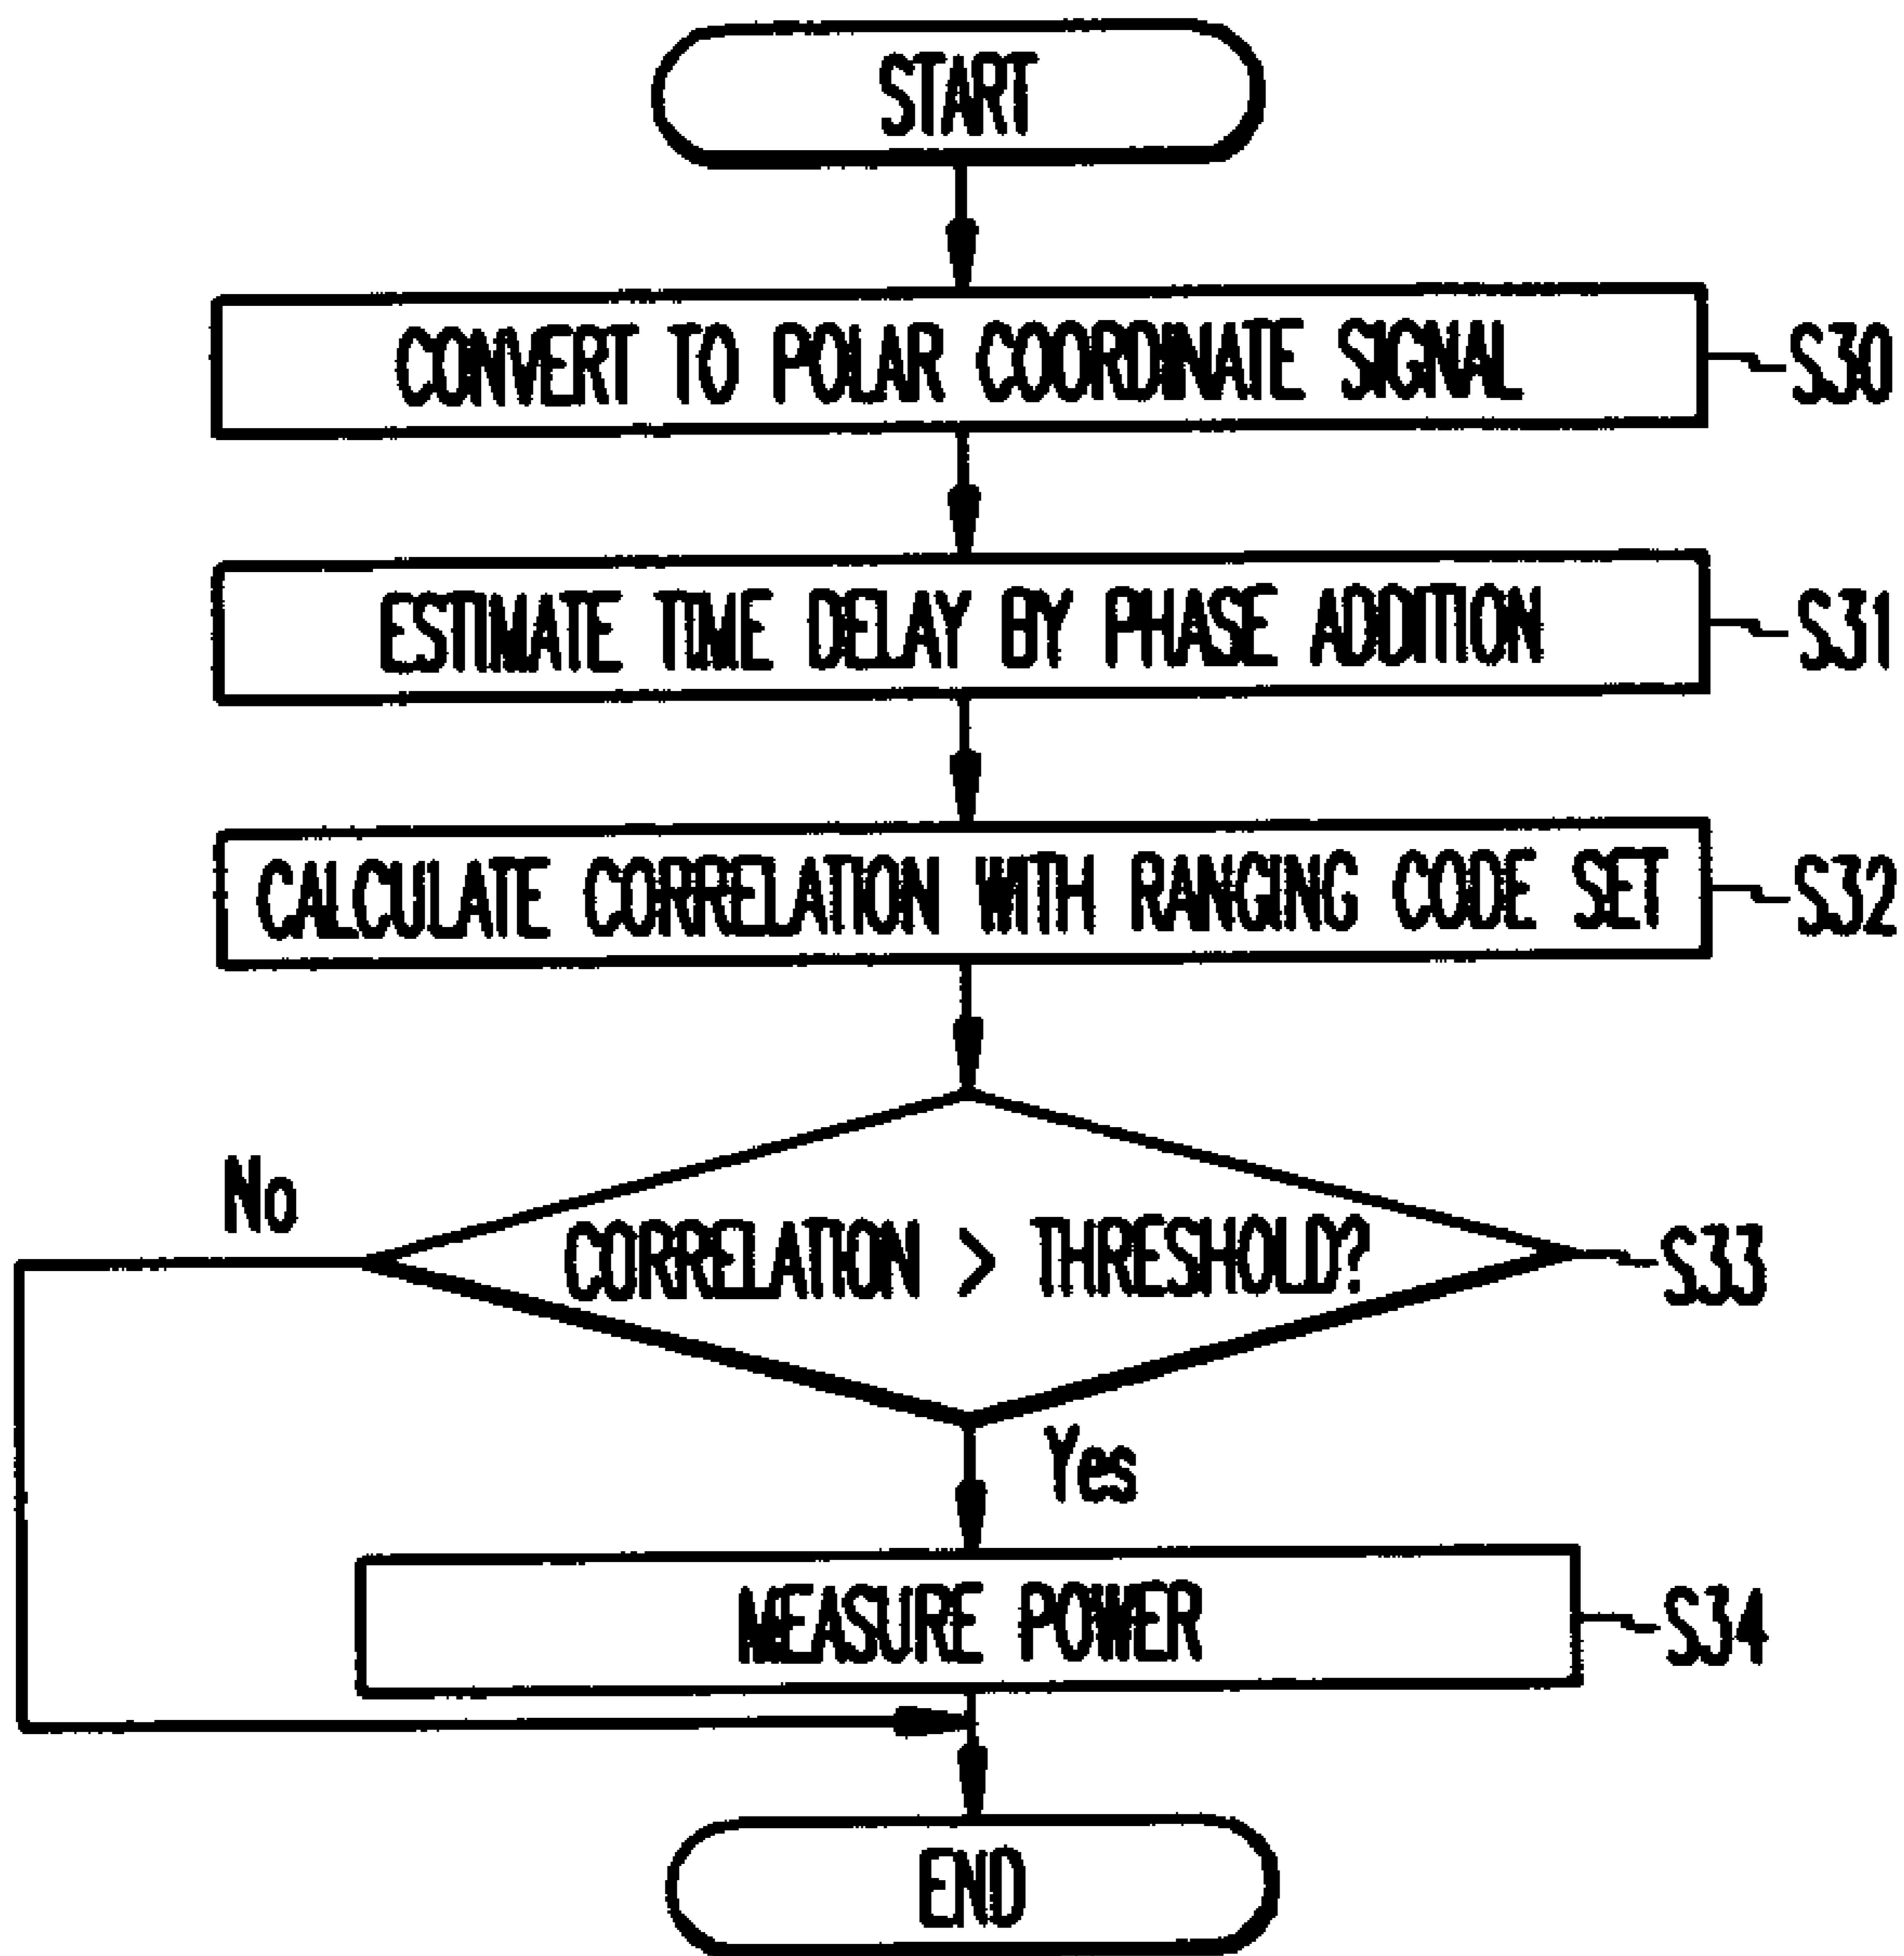 START
CONVERT TO POLAR COORDINATE SIGNAL
S30
ESTIMATE TIME DELAY BY PHASE ADDITION
S31
CALCULATE CORRELATION WITH RANGING CODE SET
S32
No
CORRELATION > THRESHOLD?
S33
Yes
MEASURE POWER
S34
END